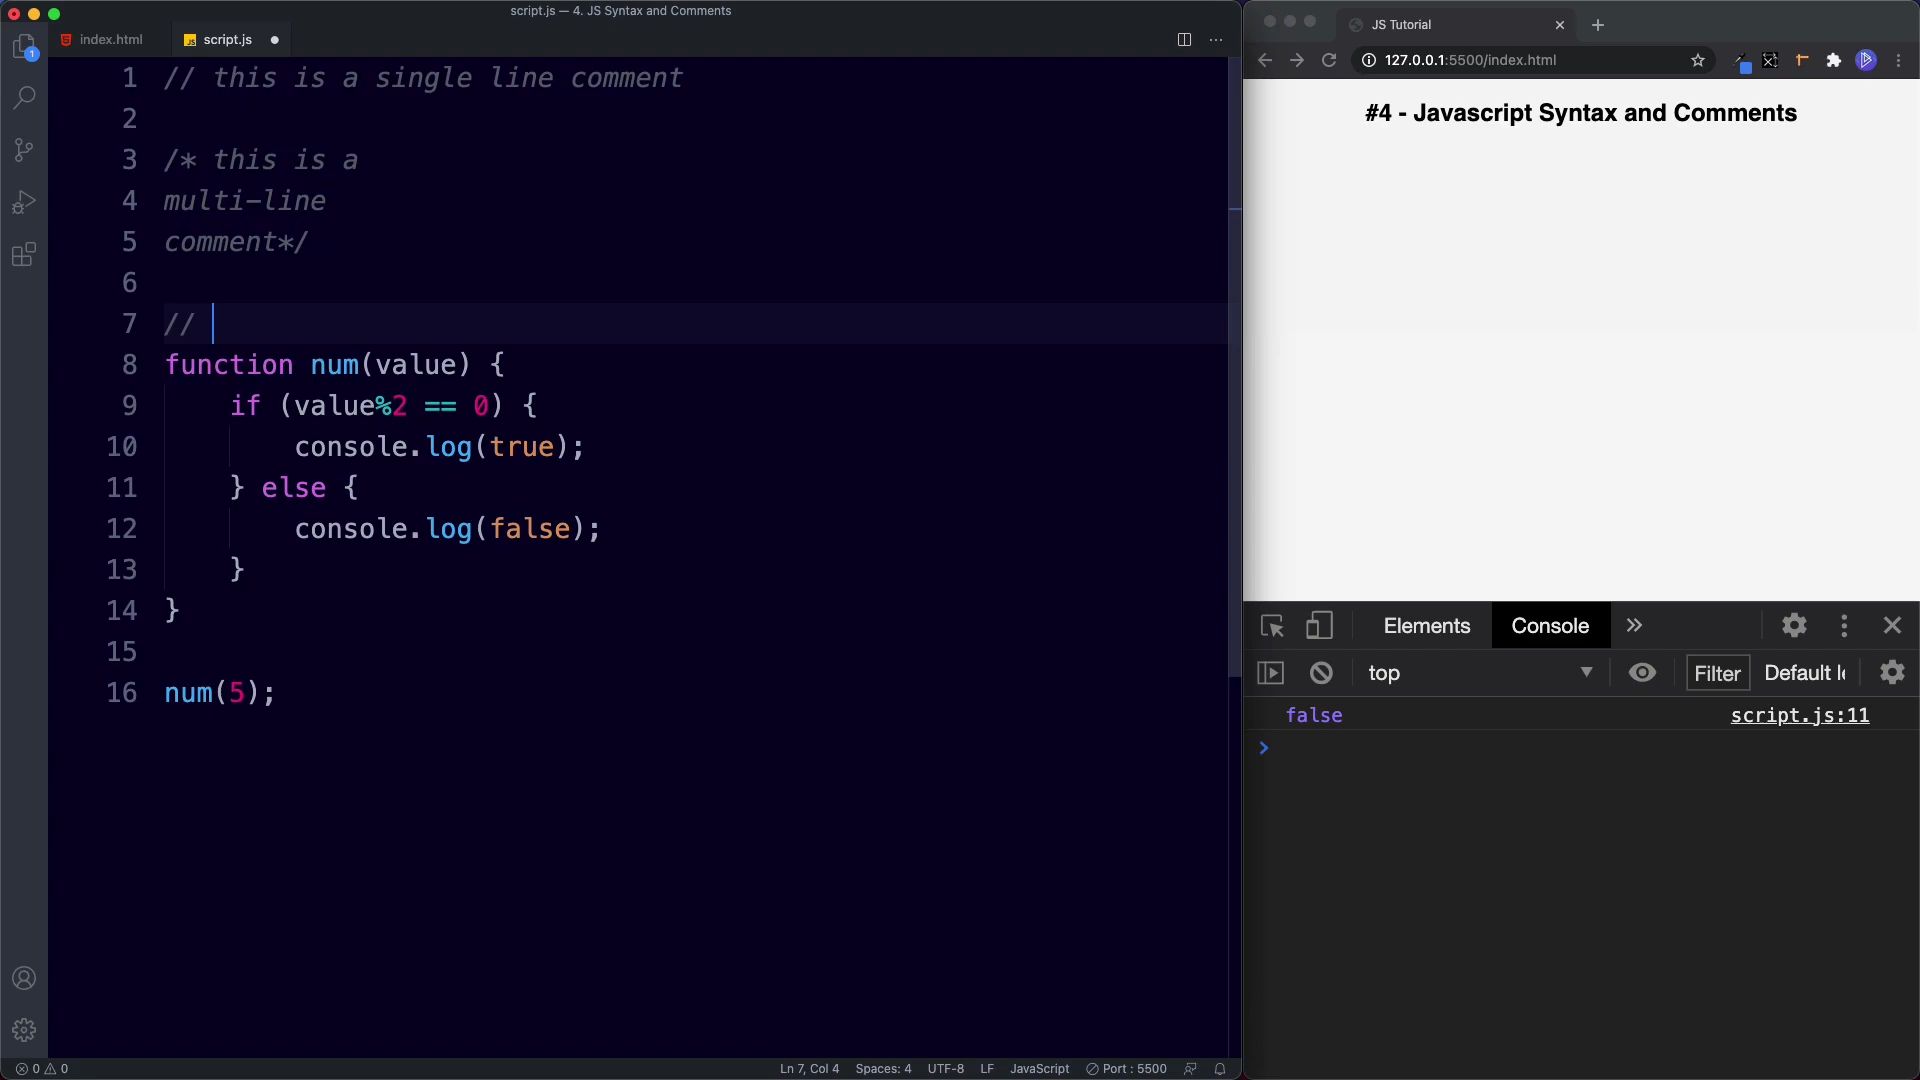 script.js — 4. JS Syntax and Comments
index.html
script.js
1 // this is a single line comment
2
3 /* this is a
4 multi-line
5 comment*/
6
7 //
8 function num(value) {
9 if (value%2 == 0) {
10 console.log(true);
11 } else {
12 console.log(false);
13 }
14 }
15
16 num(5);
1
0 0
Ln 7, Col 4 Spaces: 4 UTF-8 LF JavaScript Port : 5500
JS Tutorial
127.0.0.1:5500/index.html
#4 - Javascript Syntax and Comments
Elements Console
top Filter Default
false script.js:11